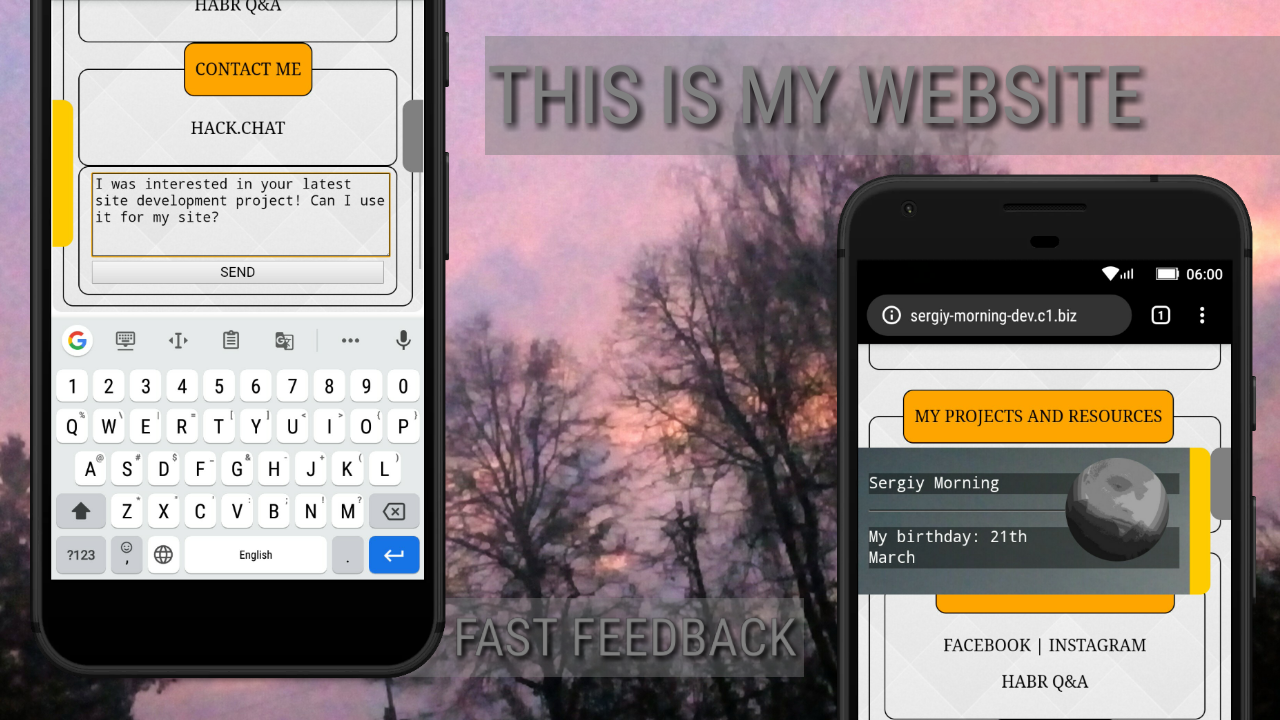 HABR Q&A
CONTACT ME
HACK.CHAT
I was interested in your latest
site development project! Can I use
it for my site?
SEND
1 2 3 4 5 6 7 8 9 0
Q W E R T Y U I O P
A S D F G H J K L
Z X C V B N M
?123 , English .
THIS IS MY WEBSITE
FAST FEEDBACK
06:00
sergiy-morning-dev.c1.biz
1
MY PROJECTS AND RESOURCES
Sergiy Morning
My birthday: 21th
March
FACEBOOK | INSTAGRAM
HABR Q&A